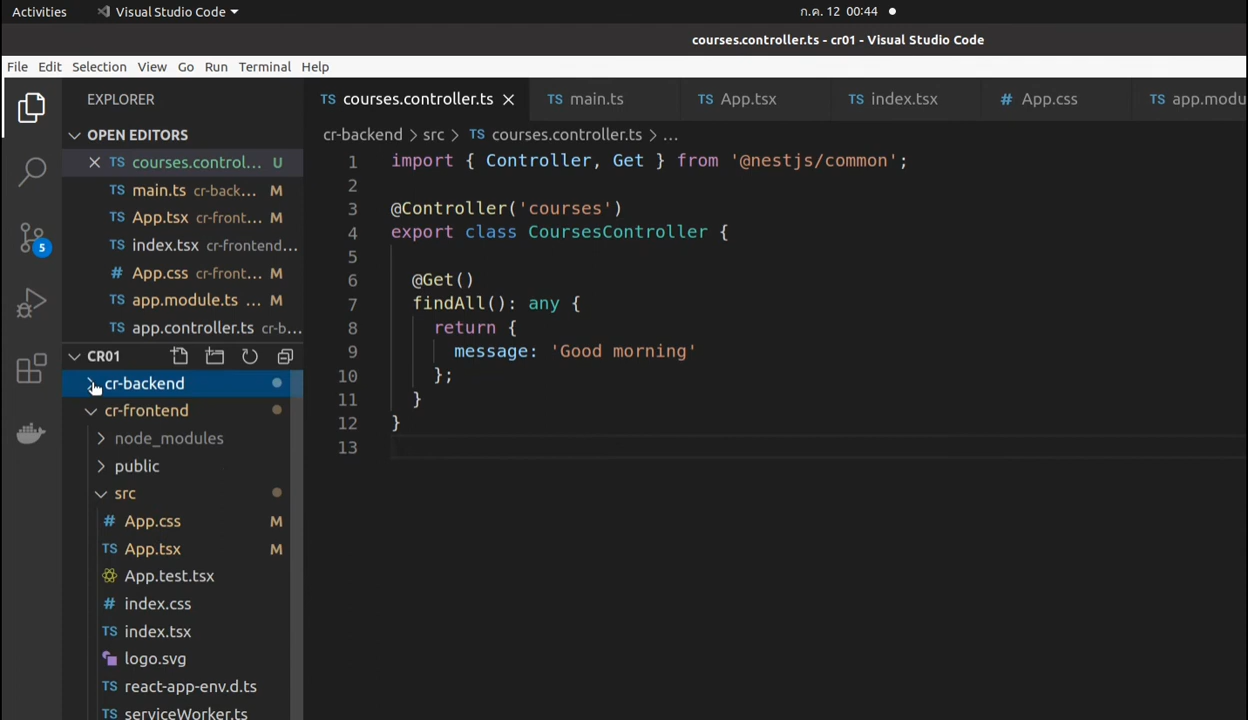 Activities Visual Studio Code ก.ค. 12 00:44
courses.controller.ts - cr01 - Visual Studio Code
File Edit Selection View Go Run Terminal Help
EXPLORER
TS courses.controller.ts TS main.ts TS App.tsx TS index.tsx # App.css TS app.modu
OPEN EDITORS
TS courses.control... U
TS main.ts cr-back... M
TS App.tsx cr-front... M
TS index.tsx cr-frontend...
# App.css cr-front... M
TS app.module.ts ... M
TS app.controller.ts cr-b...
CR01
cr-backend
cr-frontend
node_modules
public
src
# App.css M
TS App.tsx M
App.test.tsx
# index.css
TS index.tsx
logo.svg
TS react-app-env.d.ts
TS serviceWorker.ts
cr-backend > src > TS courses.controller.ts > ...
1 import { Controller, Get } from '@nestjs/common';
2
3 @Controller('courses')
4 export class CoursesController {
5
6 @Get()
7 findAll(): any {
8 return {
9 message: 'Good morning'
10 };
11 }
12 }
13
5